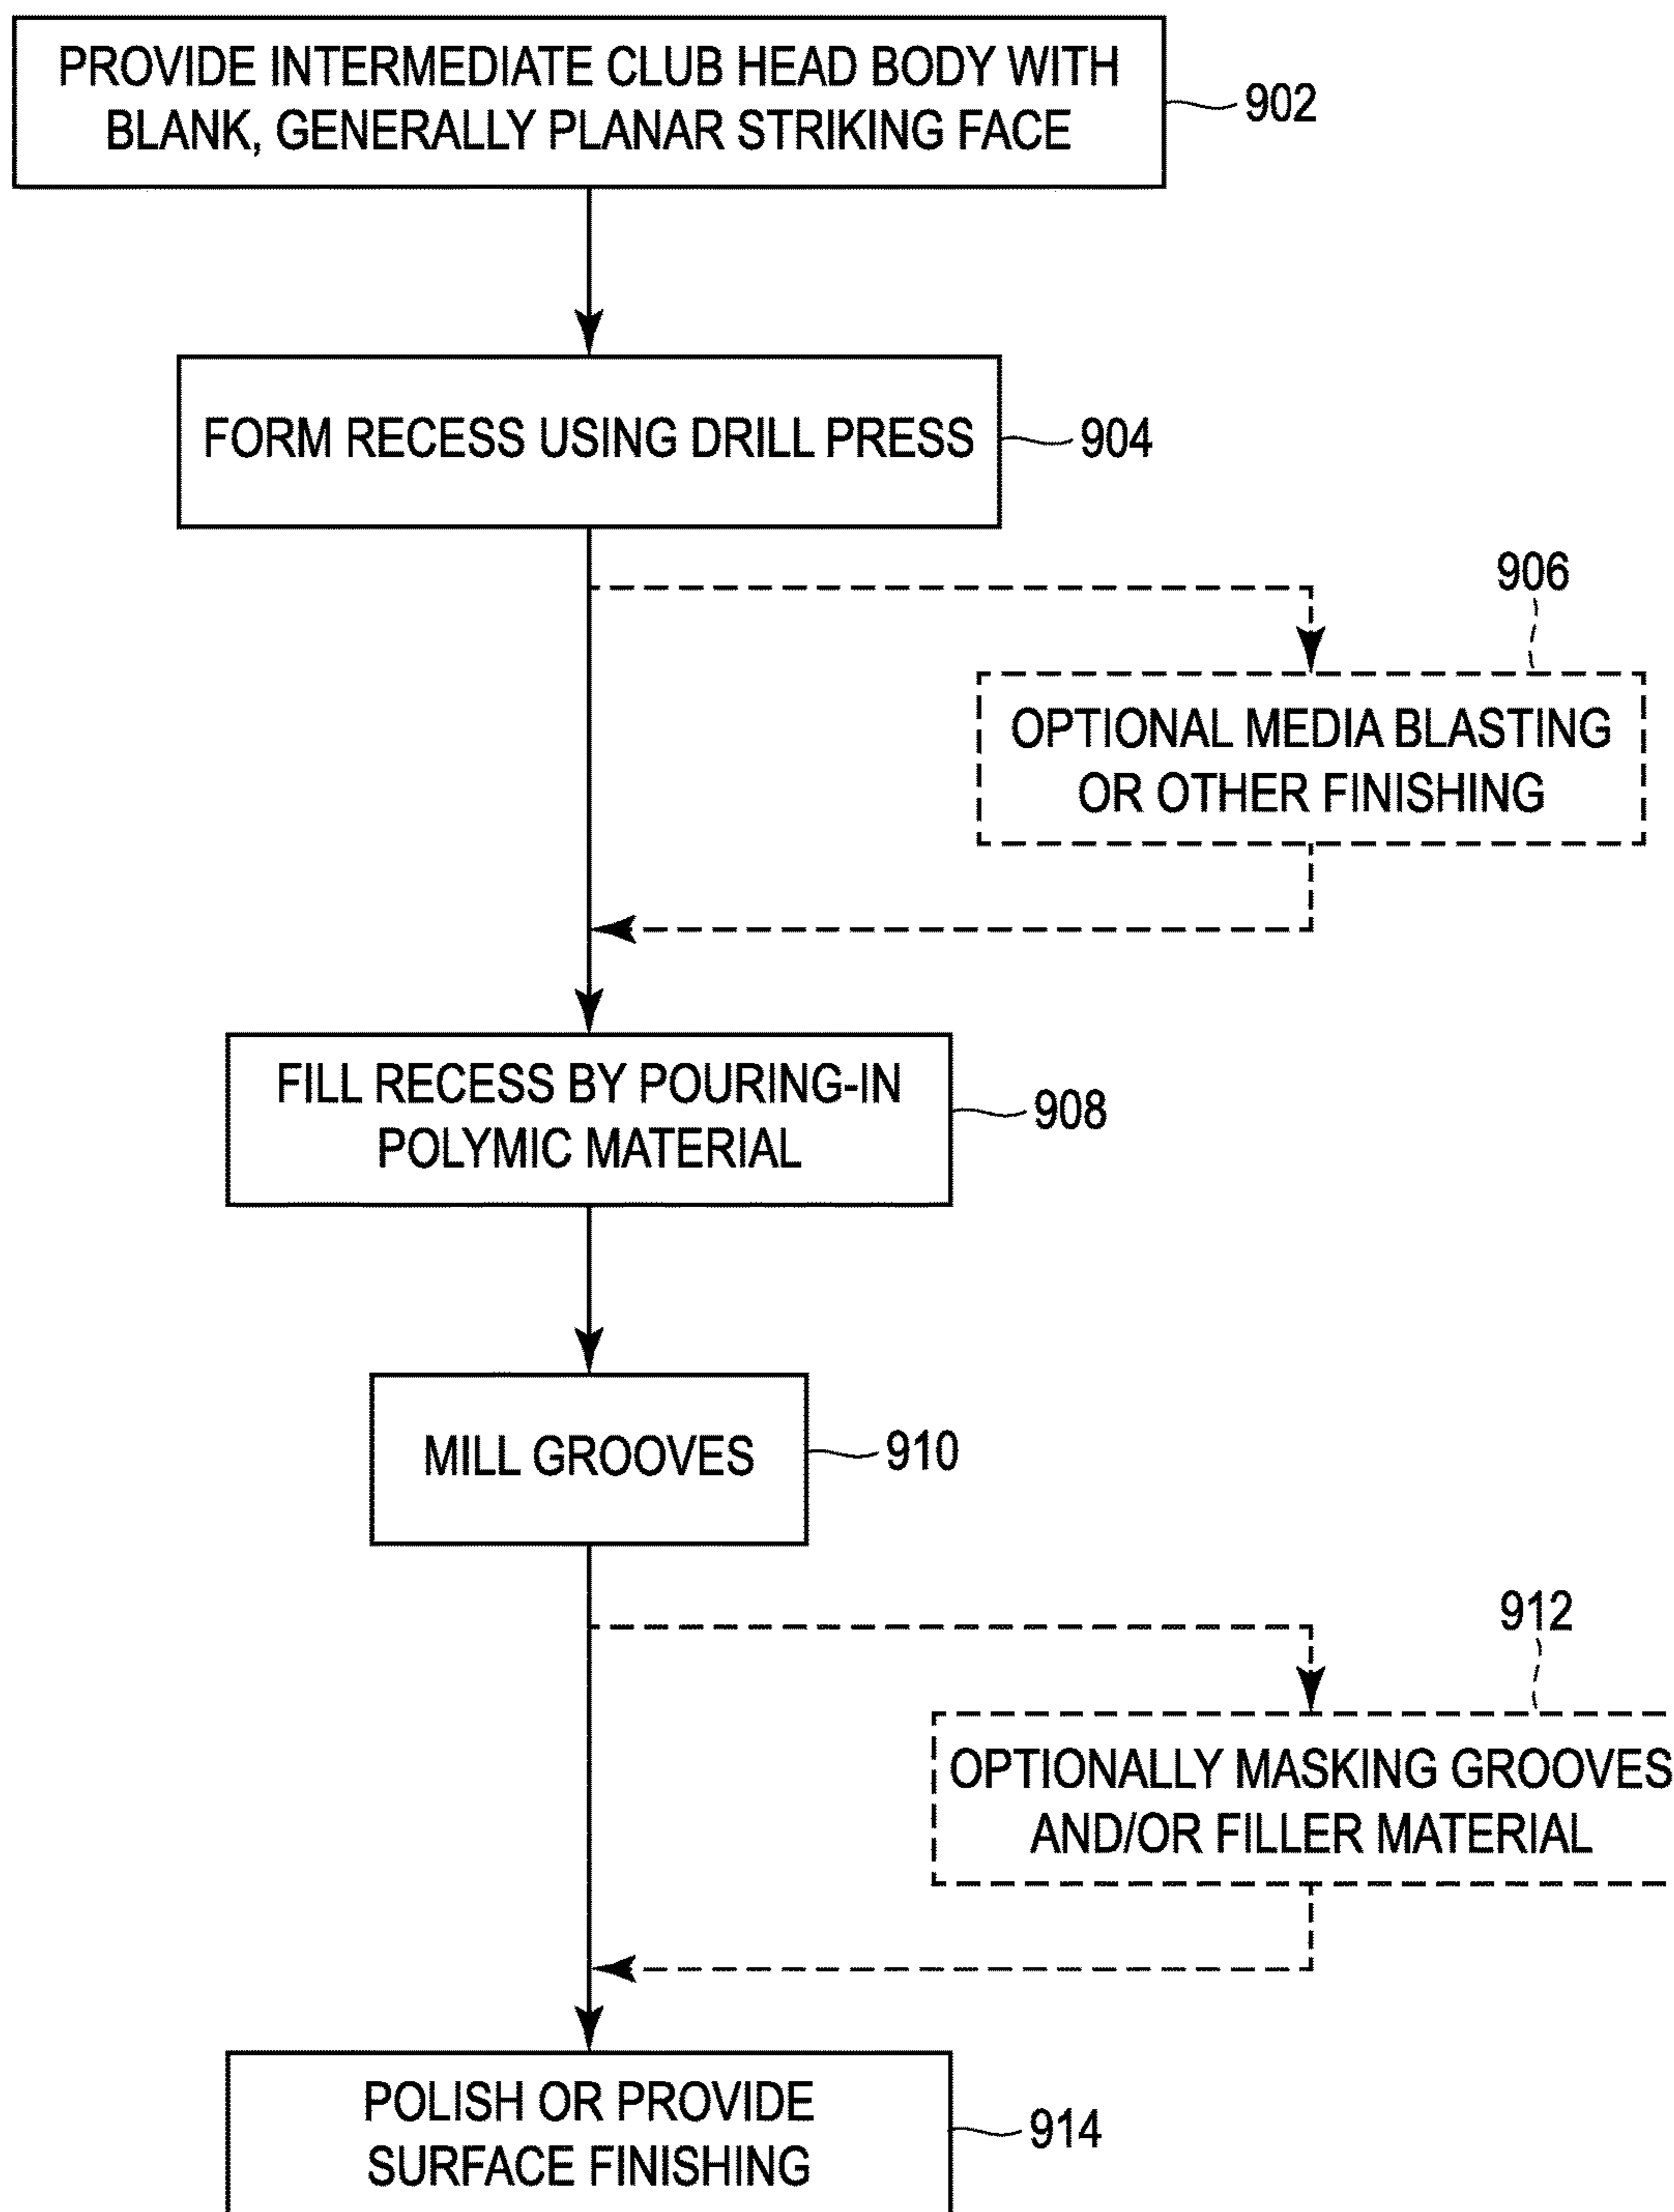 PROVIDE INTERMEDIATE CLUB HEAD BODY WITH
BLANK, GENERALLY PLANAR STRIKING FACE
902
FORM RECESS USING DRILL PRESS
904
906
OPTIONAL MEDIA BLASTING
OR OTHER FINISHING
FILL RECESS BY POURING-IN
POLYMIC MATERIAL
908
MILL GROOVES
910
912
OPTIONALLY MASKING GROOVES
AND/OR FILLER MATERIAL
POLISH OR PROVIDE
SURFACE FINISHING
914